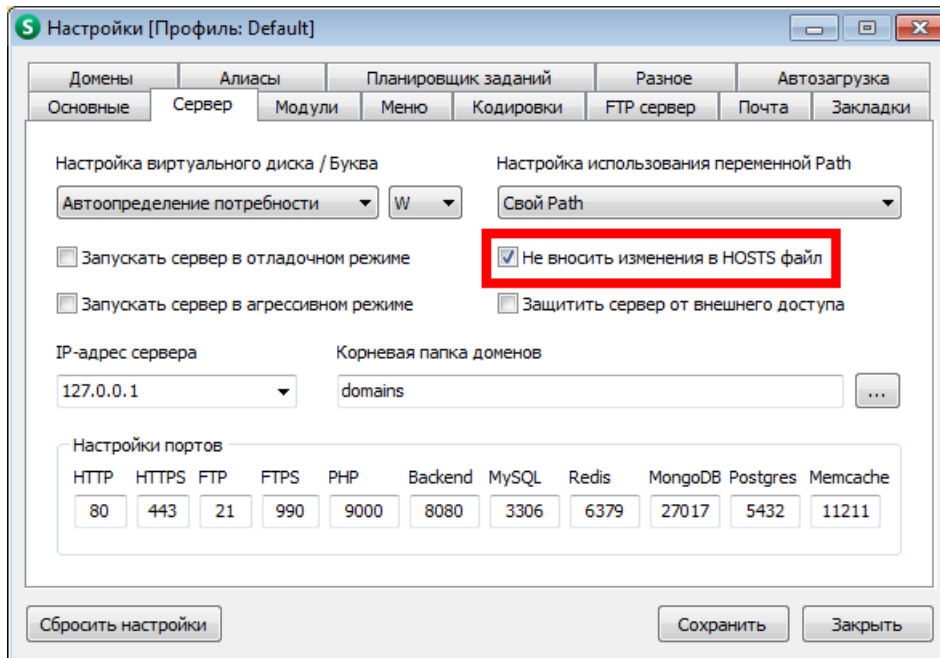 S Настройки [Профиль: Default]
Домены Алиасы Планировщик заданий Разное Автозагрузка
Основные Сервер Модули Меню Кодировки FTP сервер Почта Закладки
Настройка виртуального диска / Буква Настройка использования переменной Path
Автоопределение потребности W Свой Path
Запускать сервер в отладочном режиме Не вносить изменения в HOSTS файл
Запускать сервер в агрессивном режиме Защитить сервер от внешнего доступа
IP-адрес сервера Корневая папка доменов
127.0.0.1 domains ...
Настройки портов
HTTP HTTPS FTP FTPS PHP Backend MySQL Redis MongoDB Postgres Memcache
80 443 21 990 9000 8080 3306 6379 27017 5432 11211
Сбросить настройки Сохранить Закрыть